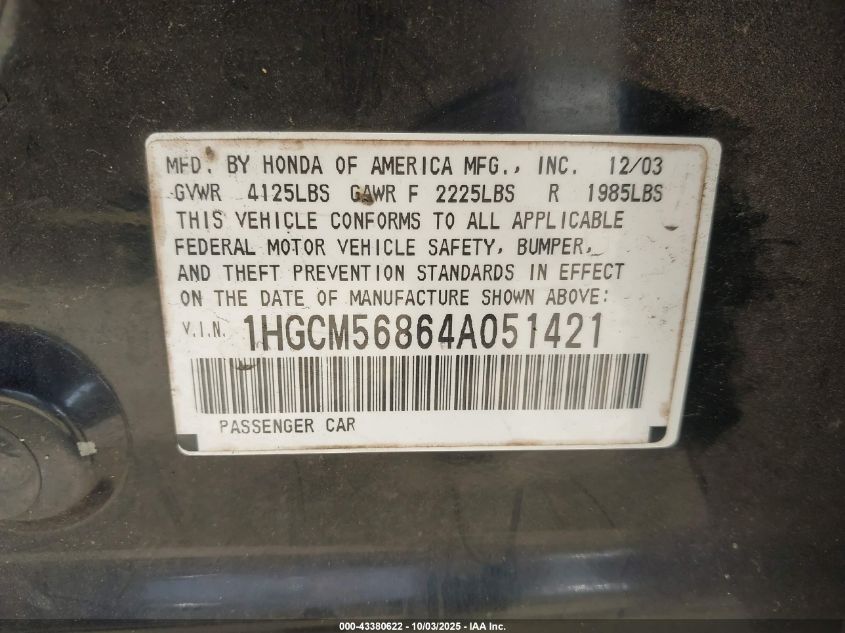 MFD. BY HONDA OF AMERICA MFG., INC. 12/03
GVWR 4125LBS GAWR F 2225LBS R 1985LBS
THIS VEHICLE CONFORMS TO ALL APPLICABLE
FEDERAL MOTOR VEHICLE SAFETY, BUMPER,
AND THEFT PREVENTION STANDARDS IN EFFECT
ON THE DATE OF MANUFACTURE SHOWN ABOVE:
V.I.N. 1HGCM56864A051421
PASSENGER CAR
000-43380622 - 10/03/2025 - IAA Inc.